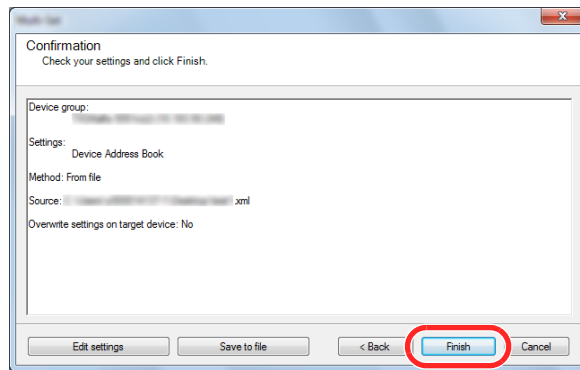 Confirmation
Check your settings and click Finish.
Device group:
Settings:
Device Address Book
Method: From file
Source: .xml
Overwrite settings on target device: No
Edit settings
Save to file
< Back
Finish
Cancel